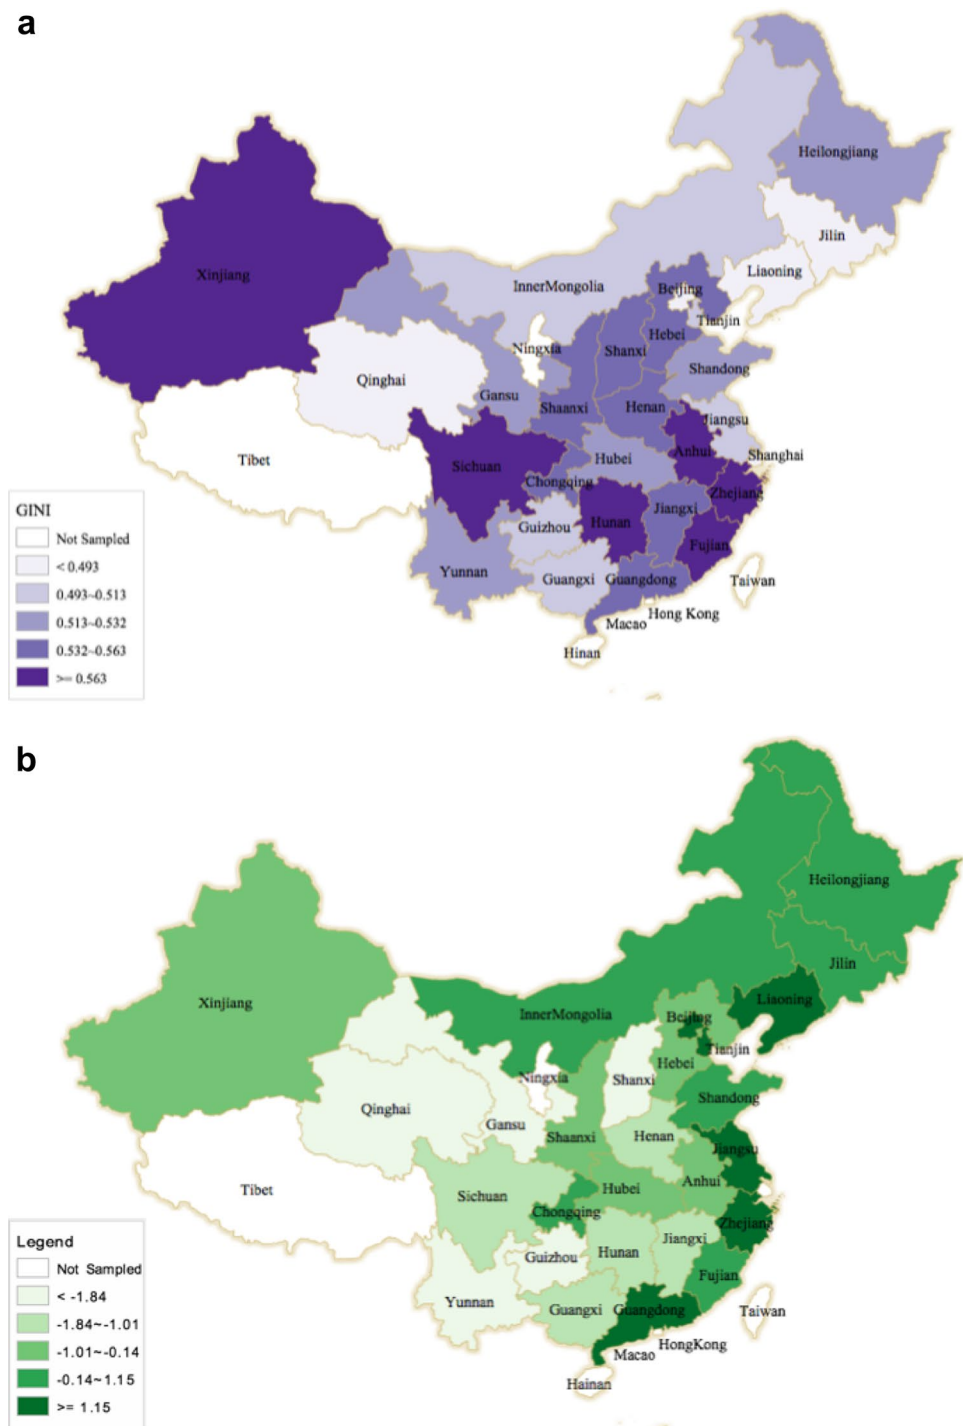 a
Heilongjiang
Jilin
Liaoning
Xinjiang
InnerMongolia
Beijing
Tianjin
Hebei
Ningxia
Shanxi
Shandong
Qinghai
Gansu
Shaanxi
Henan
Jiangsu
Anhui
Shanghai
Tibet
Sichuan
Hubei
Chongqing
Zhejiang
Jiangxi
Hunan
Guizhou
Fujian
Yunnan
Guangxi
Guangdong
Taiwan
Hong Kong
Macao
Hinan
GINI
Not Sampled
< 0.493
0.493~0.513
0.513~0.532
0.532~0.563
>= 0.563
b
Heilongjiang
Jilin
Liaoning
Xinjiang
InnerMongolia
Beijing
Tianjin
Hebei
Ningxia
Shanxi
Shandong
Qinghai
Gansu
Shaanxi
Henan
Jiangsu
Anhui
Tibet
Sichuan
Hubei
Chongqing
Zhejiang
Jiangxi
Hunan
Guizhou
Fujian
Yunnan
Guangxi
Guangdong
Taiwan
HongKong
Macao
Hainan
Legend
Not Sampled
< -1.84
-1.84~-1.01
-1.01~-0.14
-0.14~1.15
>= 1.15